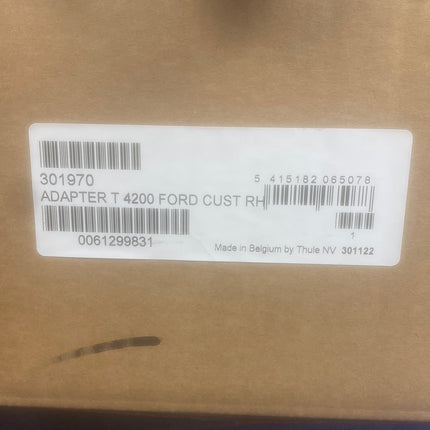 301970
5 415182 065078
ADAPTER T 4200 FORD CUST RH
1
0061299831
Made in Belgium by Thule NV 301122